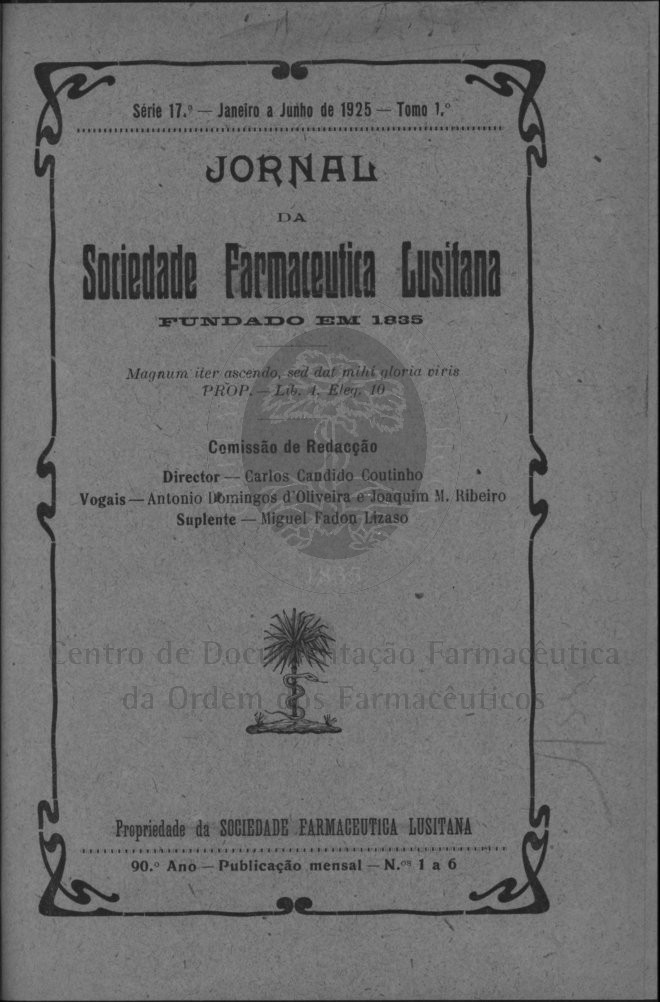 Série 17.º — Janeiro a Junho de 1925 — Tomo 1.º
JORNAL
DA
Sociedade Farmaceutica Lusitana
FUNDADO EM 1835
Magnum iter ascendo, sed dat mihi gloria viris
PROP. — Lib. 4, Eleg. 10
Comissão de Redacção
Director — Carlos Candido Coutinho
Vogais — Antonio Domingos d'Oliveira e Joaquim M. Ribeiro
Suplente — Miguel Fadon Lizaso
1835
Centro de Documentação Farmacêutica
da Ordem dos Farmacêuticos
Propriedade da SOCIEDADE FARMACEUTICA LUSITANA
90.º Ano — Publicação mensal — N.os 1 a 6